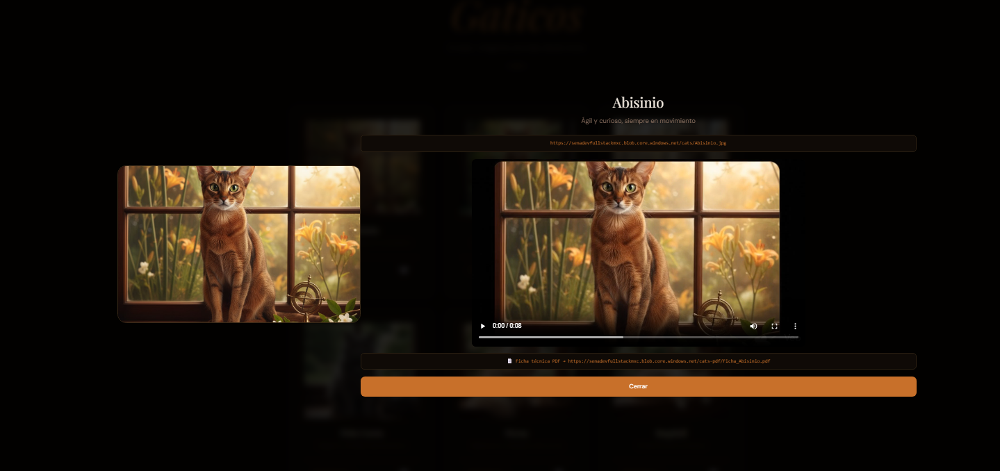 Gaticos
Abisinio
Ágil y curioso, siempre en movimiento
https://senadevfullstackmxc.blob.core.windows.net/cats/Abisinio.jpg
0:00 / 0:08
📄 Ficha técnica PDF → https://senadevfullstackmxc.blob.core.windows.net/cats-pdf/Ficha_Abisinio.pdf
Cerrar